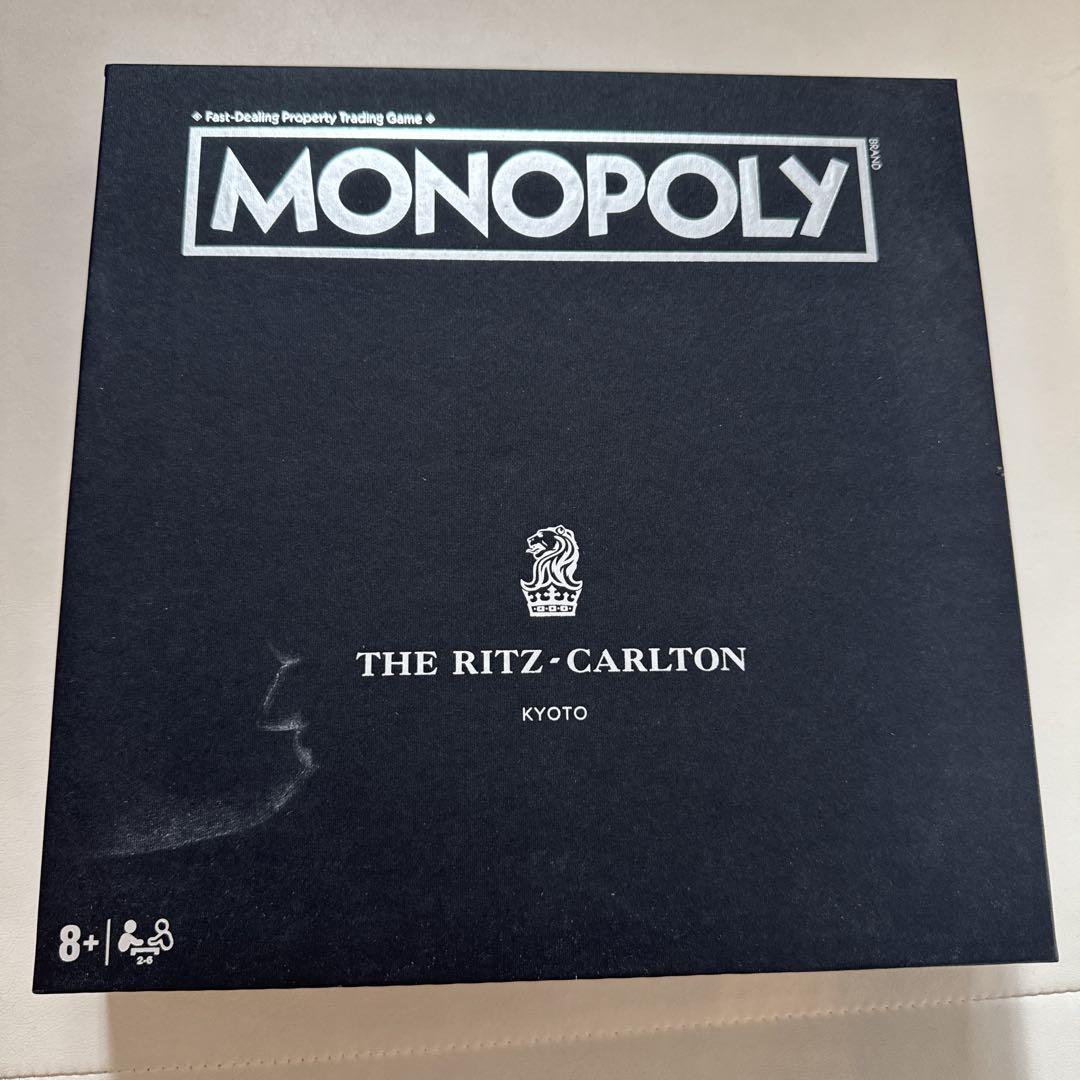 ◈ Fast-Dealing Property Trading Game ◈
MONOPOLY
BRAND
THE RITZ-CARLTON
KYOTO
8+
2-6